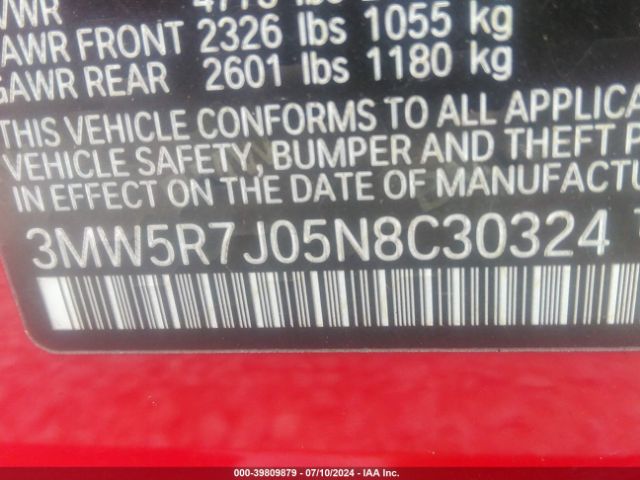 GAWR FRONT 2326 lbs 1055 kg
GAWR REAR 2601 lbs 1180 kg
THIS VEHICLE CONFORMS TO ALL APPLICA
VEHICLE SAFETY, BUMPER AND THEFT P
IN EFFECT ON THE DATE OF MANUFACTU
3MW5R7J05N8C30324
000-39809879 - 07/10/2024 - IAA Inc.